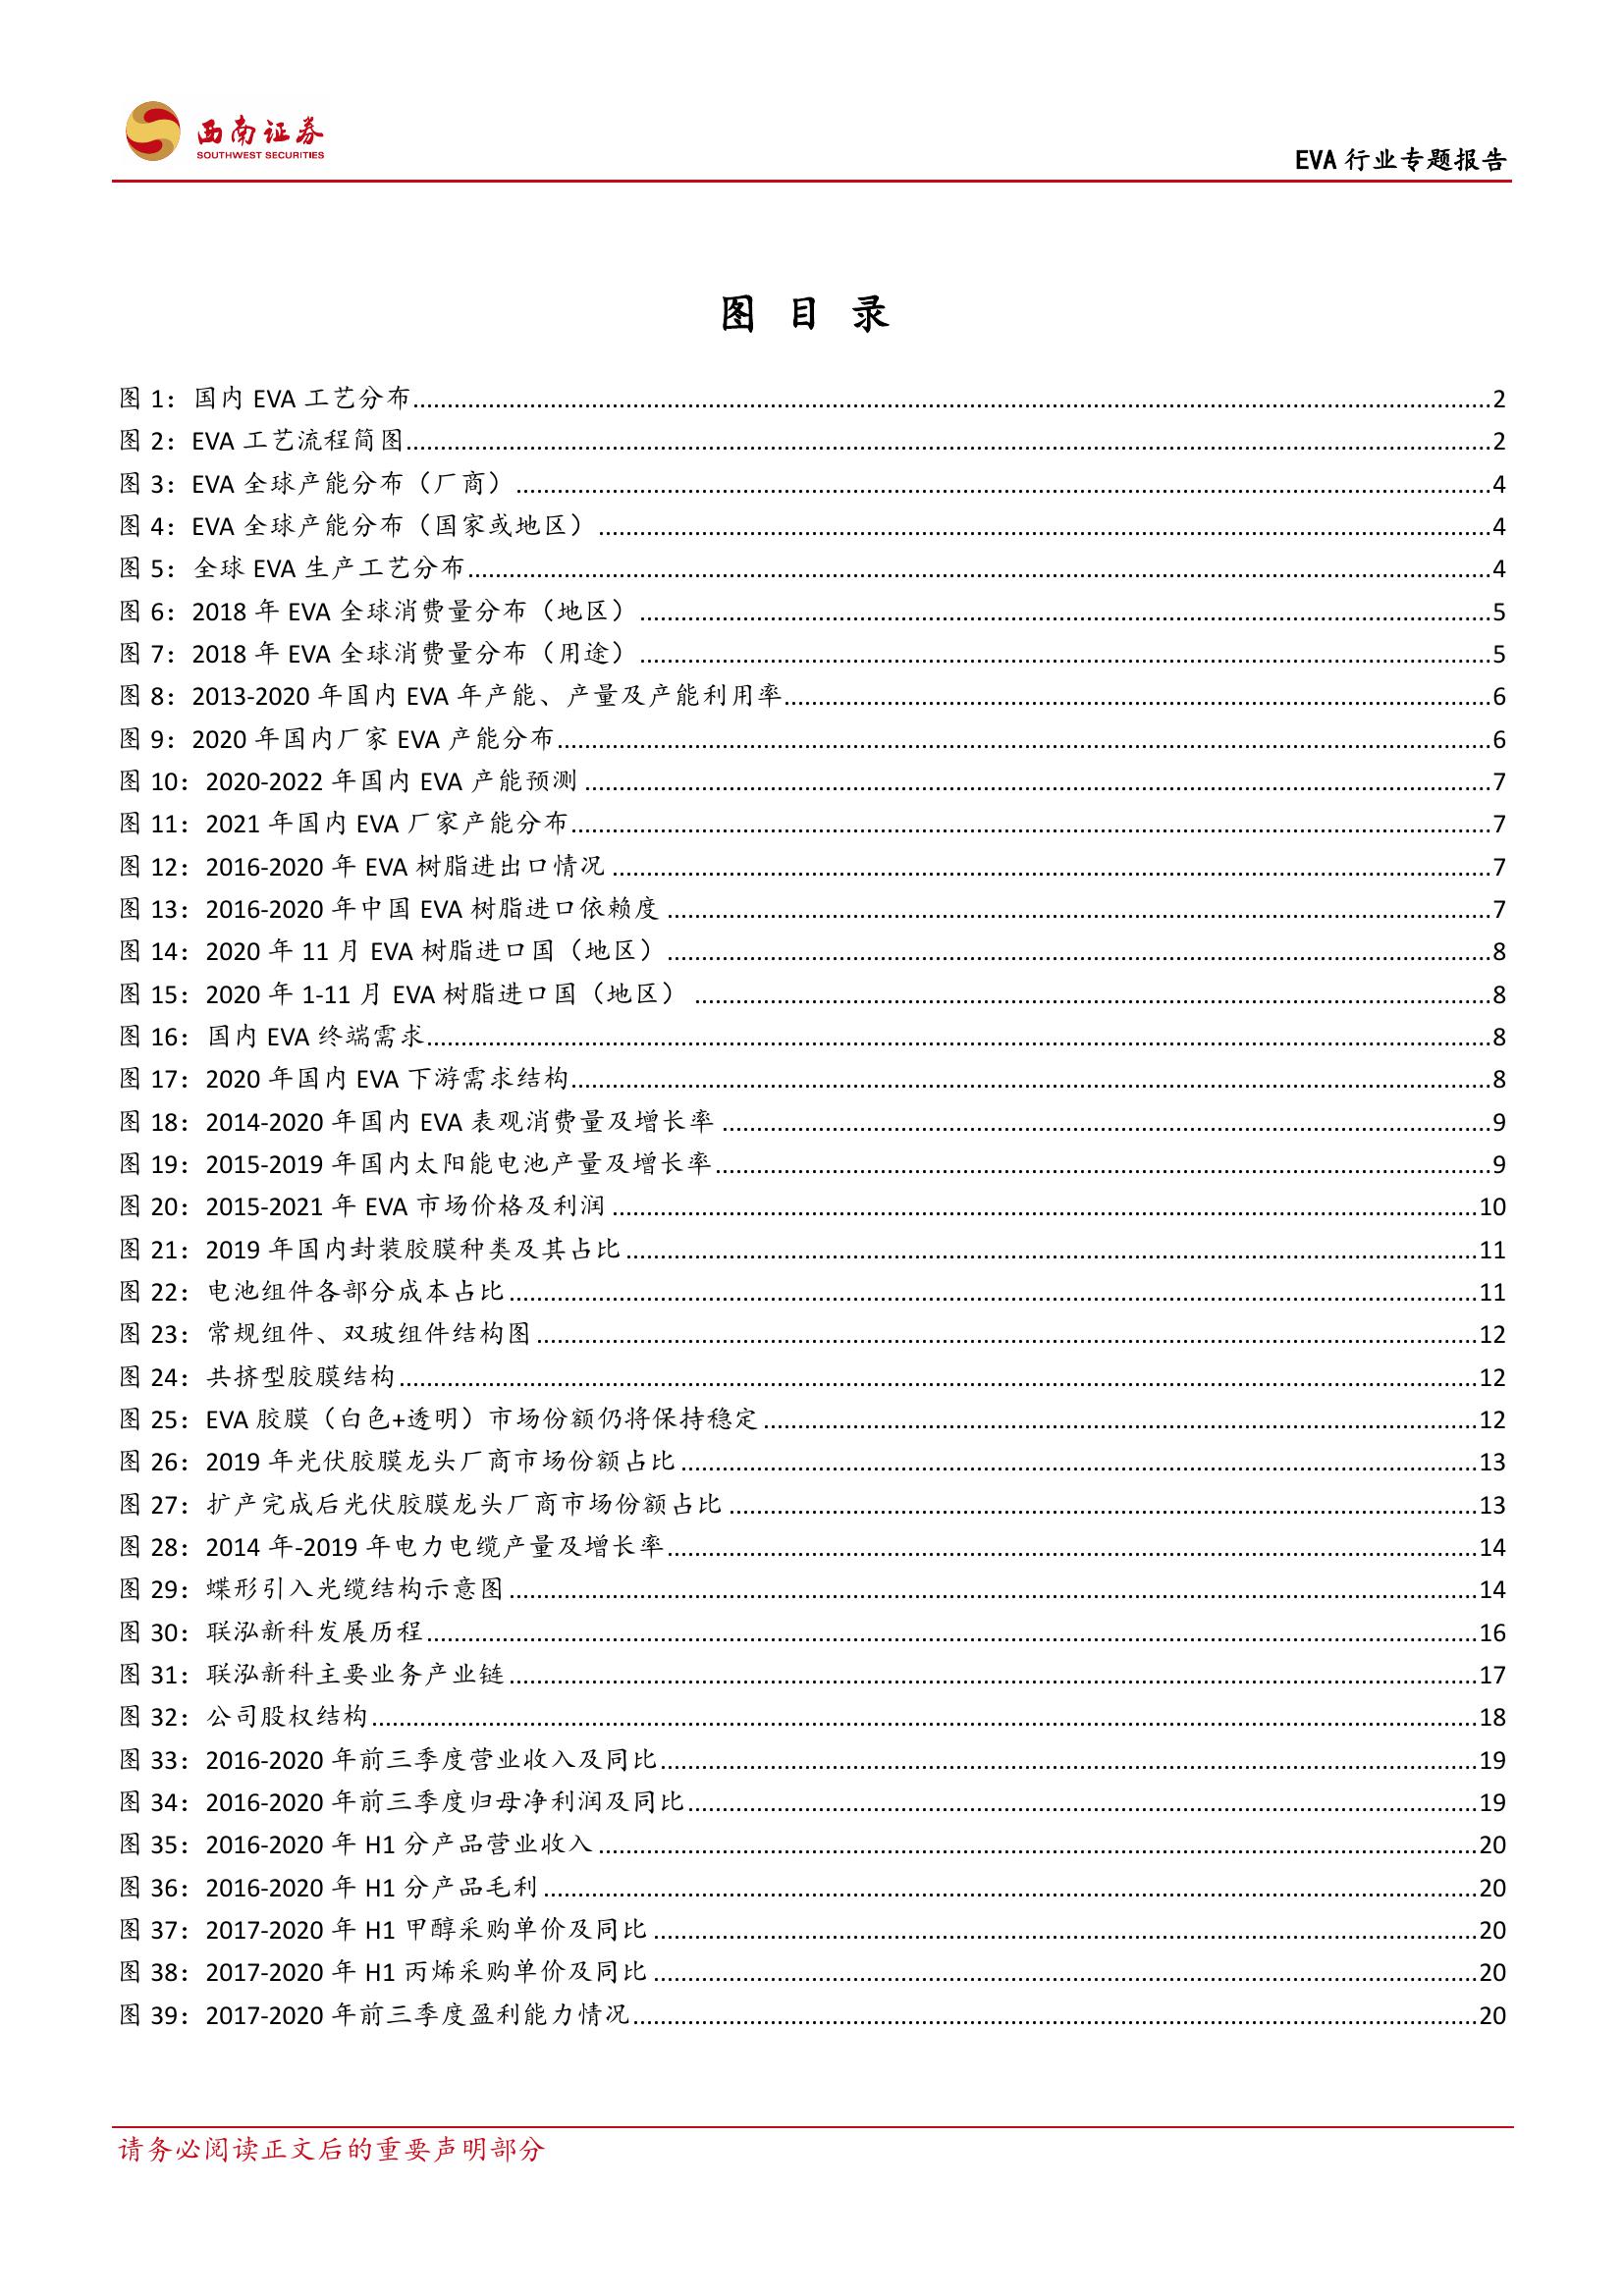 西南证券
SOUTHWEST SECURITIES
EVA 行业专题报告
图 目 录
图 1：国内 EVA 工艺分布................2
图 2：EVA 工艺流程简图................2
图 3：EVA 全球产能分布（厂商）................4
图 4：EVA 全球产能分布（国家或地区）................4
图 5：全球 EVA 生产工艺分布................4
图 6：2018 年 EVA 全球消费量分布（地区）................5
图 7：2018 年 EVA 全球消费量分布（用途）................5
图 8：2013-2020 年国内 EVA 年产能、产量及产能利用率................6
图 9：2020 年国内厂家 EVA 产能分布................6
图 10：2020-2022 年国内 EVA 产能预测................7
图 11：2021 年国内 EVA 厂家产能分布................7
图 12：2016-2020 年 EVA 树脂进出口情况................7
图 13：2016-2020 年中国 EVA 树脂进口依赖度................7
图 14：2020 年 11 月 EVA 树脂进口国（地区）................8
图 15：2020 年 1-11 月 EVA 树脂进口国（地区）................8
图 16：国内 EVA 终端需求................8
图 17：2020 年国内 EVA 下游需求结构................8
图 18：2014-2020 年国内 EVA 表观消费量及增长率................9
图 19：2015-2019 年国内太阳能电池产量及增长率................9
图 20：2015-2021 年 EVA 市场价格及利润................10
图 21：2019 年国内封装胶膜种类及其占比................11
图 22：电池组件各部分成本占比................11
图 23：常规组件、双玻组件结构图................12
图 24：共挤型胶膜结构................12
图 25：EVA 胶膜（白色+透明）市场份额仍将保持稳定................12
图 26：2019 年光伏胶膜龙头厂商市场份额占比................13
图 27：扩产完成后光伏胶膜龙头厂商市场份额占比................13
图 28：2014 年-2019 年电力电缆产量及增长率................14
图 29：蝶形引入光缆结构示意图................14
图 30：联泓新科发展历程................16
图 31：联泓新科主要业务产业链................17
图 32：公司股权结构................18
图 33：2016-2020 年前三季度营业收入及同比................19
图 34：2016-2020 年前三季度归母净利润及同比................19
图 35：2016-2020 年 H1 分产品营业收入................20
图 36：2016-2020 年 H1 分产品毛利................20
图 37：2017-2020 年 H1 甲醇采购单价及同比................20
图 38：2017-2020 年 H1 丙烯采购单价及同比................20
图 39：2017-2020 年前三季度盈利能力情况................20
请务必阅读正文后的重要声明部分